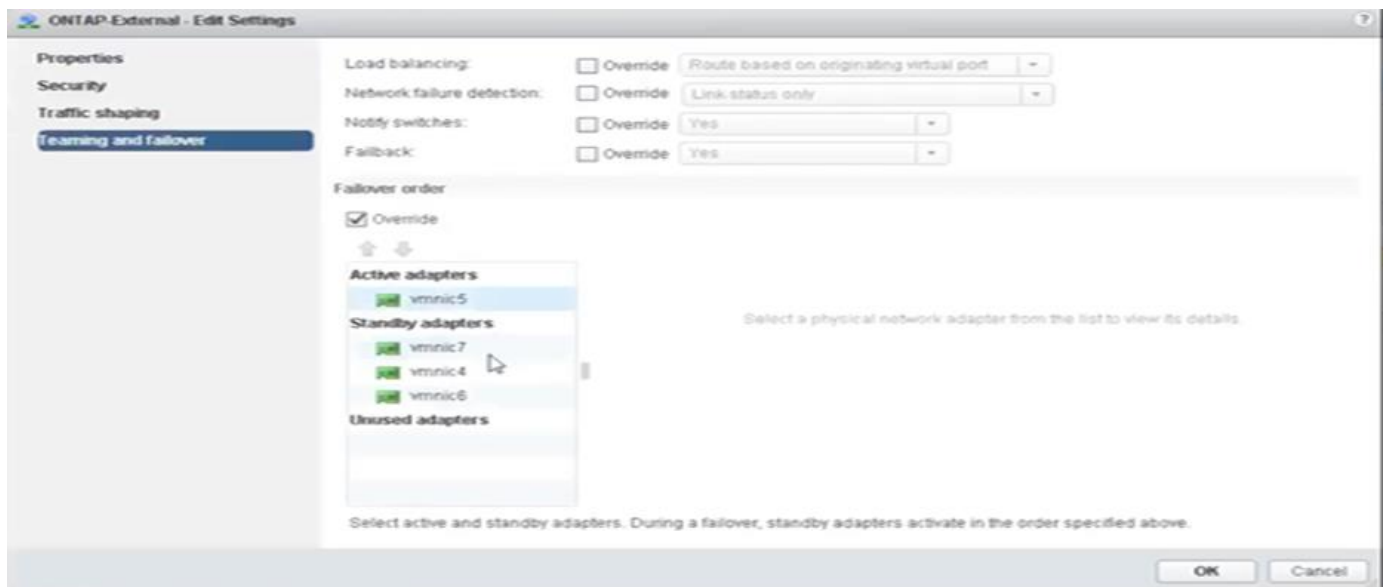 ONTAP-External - Edit Settings
?
Properties
Security
Traffic shaping
Teaming and failover
Load balancing: Override Route based on originating virtual port
Network failure detection: Override Link status only
Notify switches: Override Yes
Failback: Override Yes
Failover order
Override
Active adapters
vmnic5
Standby adapters
vmnic7
vmnic4
vmnic6
Unused adapters
Select a physical network adapter from the list to view its details.
Select active and standby adapters. During a failover, standby adapters activate in the order specified above.
OK Cancel